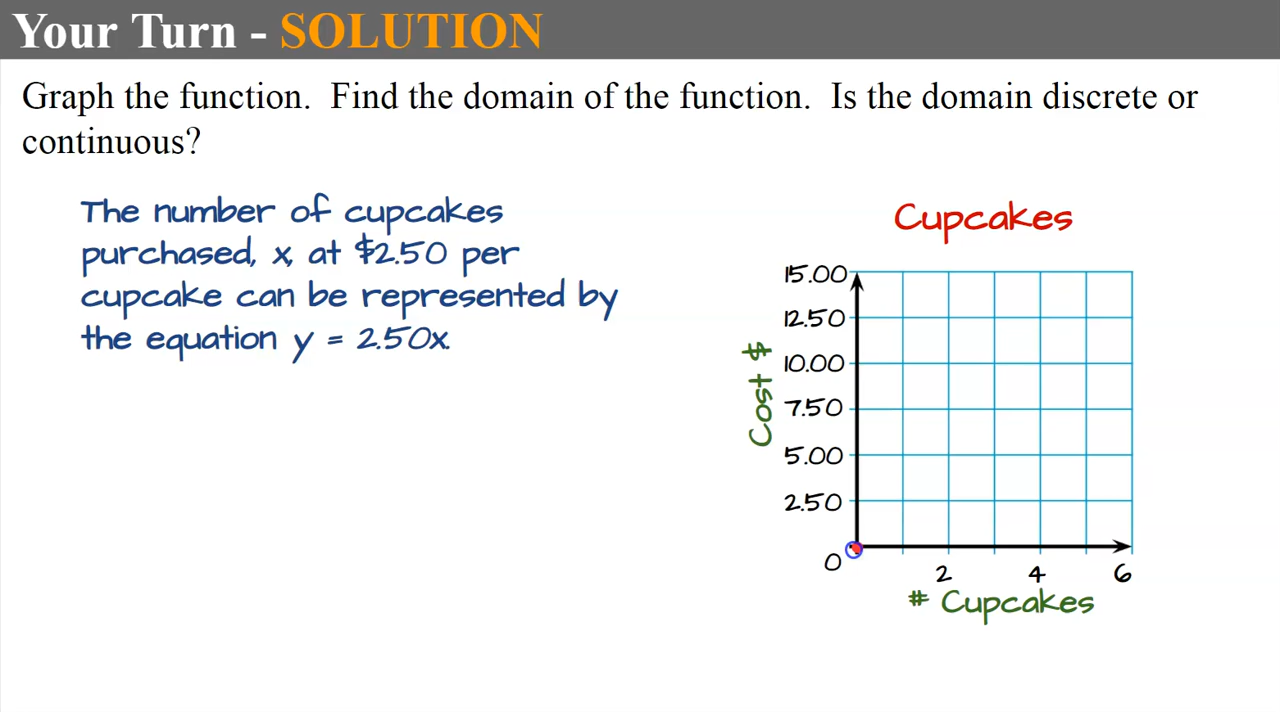 Your Turn - SOLUTION
Graph the function. Find the domain of the function. Is the domain discrete or
continuous?
The number of cupcakes
purchased, x, at $2.50 per
cupcake can be represented by
the equation y = 2.50x.
Cupcakes
Cost $
15.00
12.50
10.00
7.50
5.00
2.50
0
2 4 6
# Cupcakes